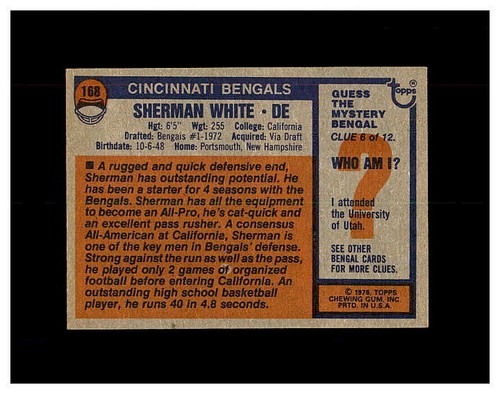 168
CINCINNATI BENGALS
SHERMAN WHITE · DE
Hgt: 6'5" Wgt: 255 College: California
Drafted: Bengals #1-1972 Acquired: Via Draft
Birthdate: 10-6-48 Home: Portsmouth, New Hampshire
■ A rugged and quick defensive end,
Sherman has outstanding potential. He
has been a starter for 4 seasons with the
Bengals. Sherman has all the equipment
to become an All-Pro, he's cat-quick and
an excellent pass rusher. A consensus
All-American at California, Sherman is
one of the key men in Bengals' defense.
Strong against the run as well as the pass,
he played only 2 games of organized
football before entering California. An
outstanding high school basketball
player, he runs 40 in 4.8 seconds.
topps®
GUESS
THE
MYSTERY
BENGAL
CLUE 6 of 12.
?
WHO AM I?
I attended
the University
of Utah.
SEE OTHER
BENGAL CARDS
FOR MORE CLUES.
© 1976, TOPPS
CHEWING GUM, INC.
PRTD. IN U.S.A.